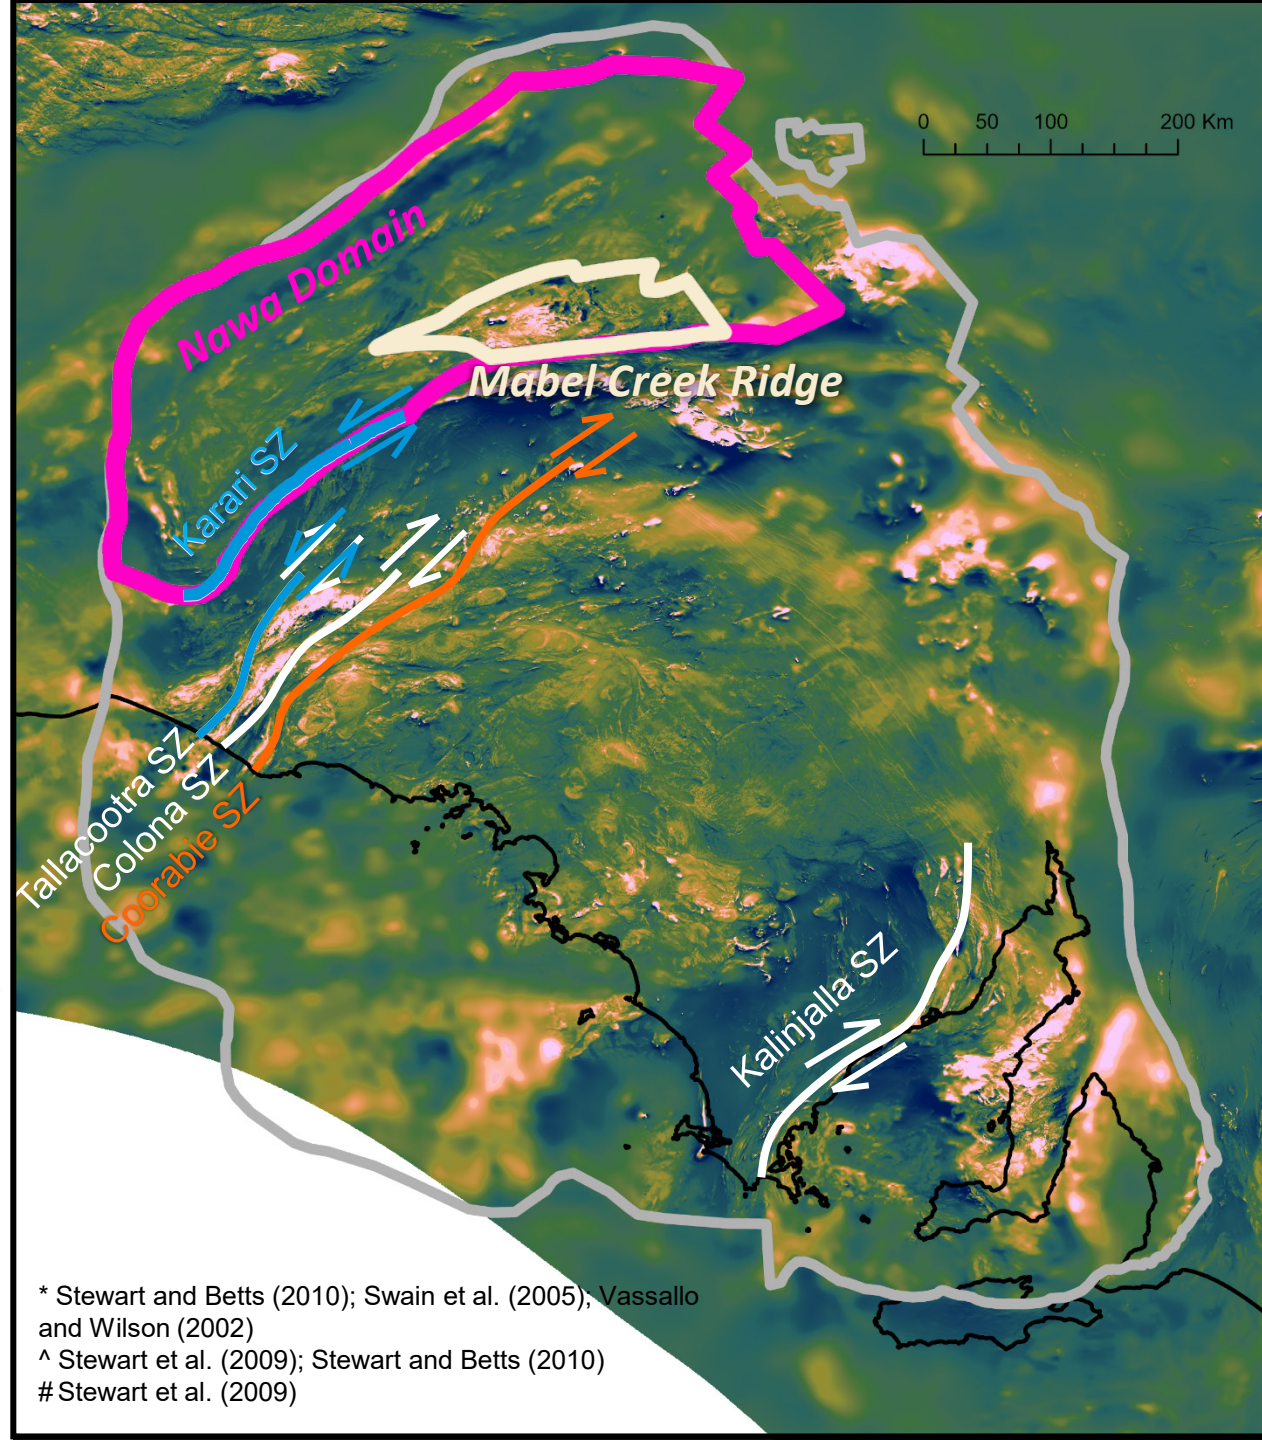 0 50 100 200 Km
Nawa Domain
Mabel Creek Ridge
Karari SZ
Tallacootra SZ
Colona SZ
Coorabie SZ
Kalinjalla SZ
* Stewart and Betts (2010); Swain et al. (2005); Vassallo
and Wilson (2002)
^ Stewart et al. (2009); Stewart and Betts (2010)
# Stewart et al. (2009)